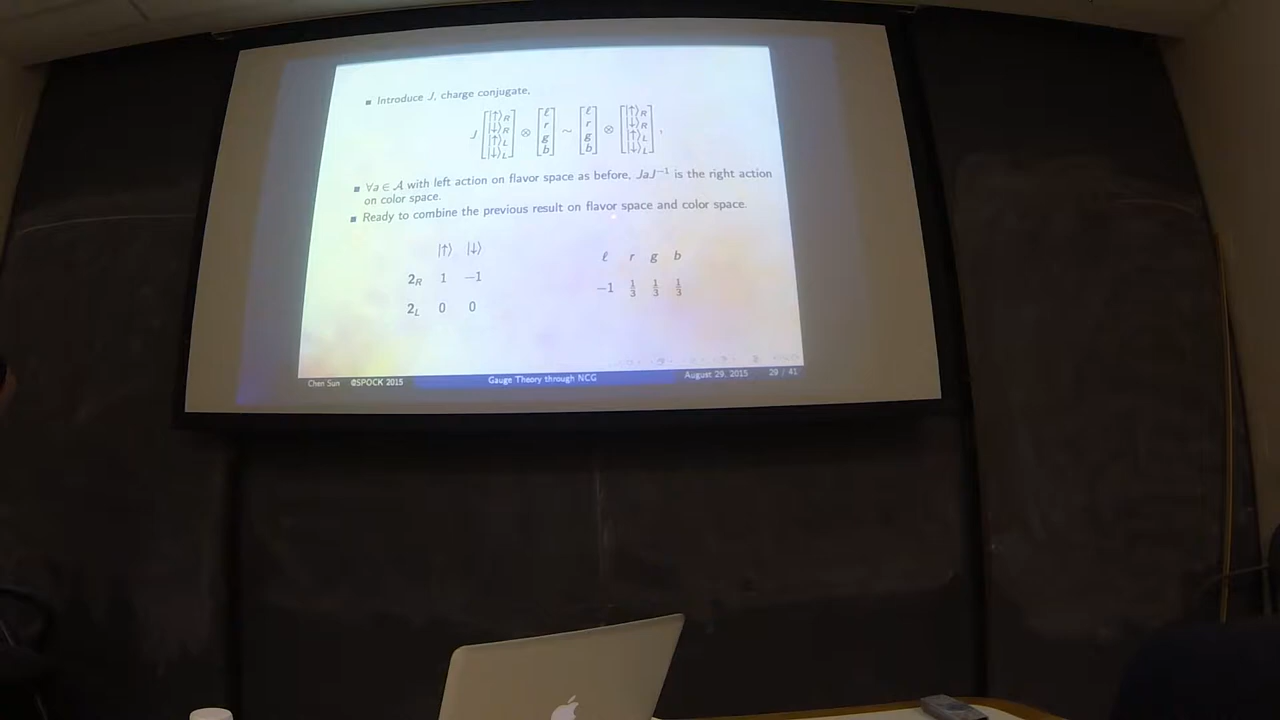 Introduce J, charge conjugate,
J [|↑⟩R |↓⟩R |↑⟩L |↓⟩L] ⊗ [ℓ r g b] ~ [ℓ r g b] ⊗ [|↑⟩R |↓⟩R |↑⟩L |↓⟩L],
∀a ∈ A with left action on flavor space as before, JaJ⁻¹ is the right action
on color space.
Ready to combine the previous result on flavor space and color space.
|↑⟩ |↓⟩
2R 1 −1
2L 0 0
ℓ r g b
−1 1/3 1/3 1/3
Chen Sun @SPOCK 2015 Gauge Theory through NCG August 29, 2015 29 / 41